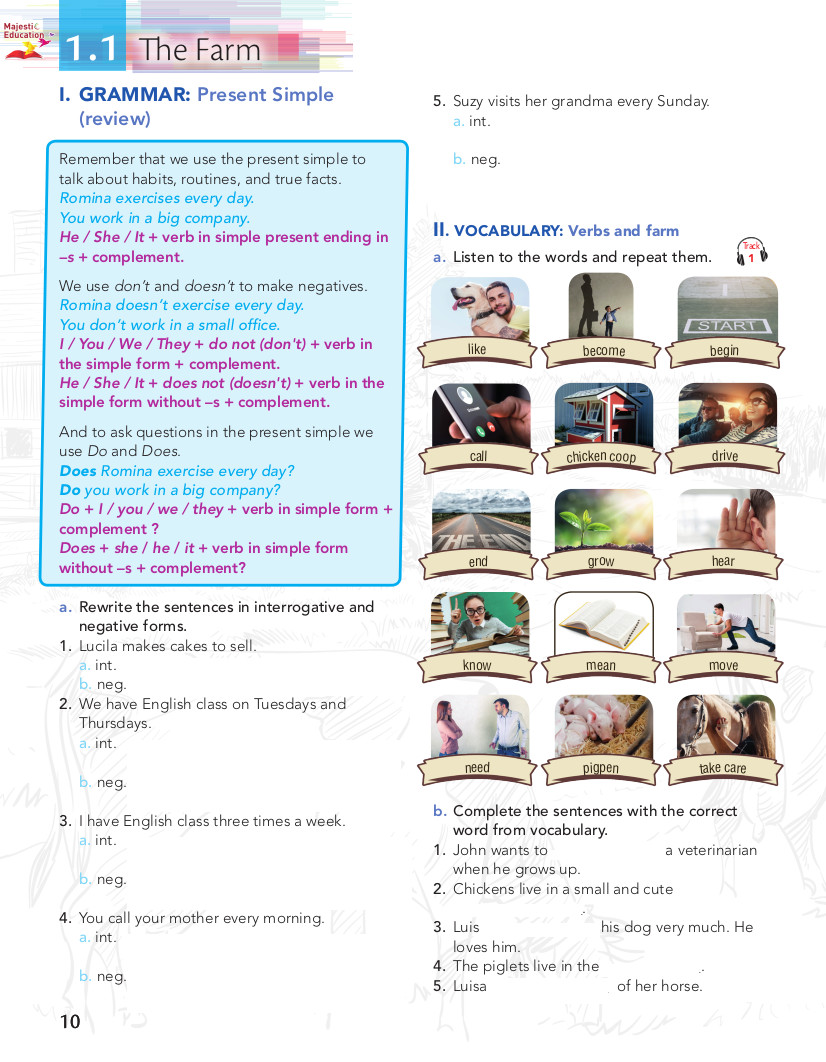 Majestic
Education
1.1 The Farm
I. GRAMMAR: Present Simple
(review)
Remember that we use the present simple to
talk about habits, routines, and true facts.
Romina exercises every day.
You work in a big company.
He / She / It + verb in simple present ending in
–s + complement.
We use don't and doesn't to make negatives.
Romina doesn't exercise every day.
You don't work in a small office.
I / You / We / They + do not (don't) + verb in
the simple form + complement.
He / She / It + does not (doesn't) + verb in the
simple form without –s + complement.
And to ask questions in the present simple we
use Do and Does.
Does Romina exercise every day?
Do you work in a big company?
Do + I / you / we / they + verb in simple form +
complement ?
Does + she / he / it + verb in simple form
without –s + complement?
a. Rewrite the sentences in interrogative and
negative forms.
1. Lucila makes cakes to sell.
a. int.
b. neg.
2. We have English class on Tuesdays and
Thursdays.
a. int.
b. neg.
3. I have English class three times a week.
a. int.
b. neg.
4. You call your mother every morning.
a. int.
b. neg.
10
5. Suzy visits her grandma every Sunday.
a. int.
b. neg.
II. VOCABULARY: Verbs and farm
a. Listen to the words and repeat them.
Track
1
like
become
START
begin
call
chicken coop
drive
THE END
end
grow
hear
know
mean
move
need
pigpen
take care
b. Complete the sentences with the correct
word from vocabulary.
1. John wants to a veterinarian
when he grows up.
2. Chickens live in a small and cute
.
3. Luis his dog very much. He
loves him.
4. The piglets live in the .
5. Luisa of her horse.